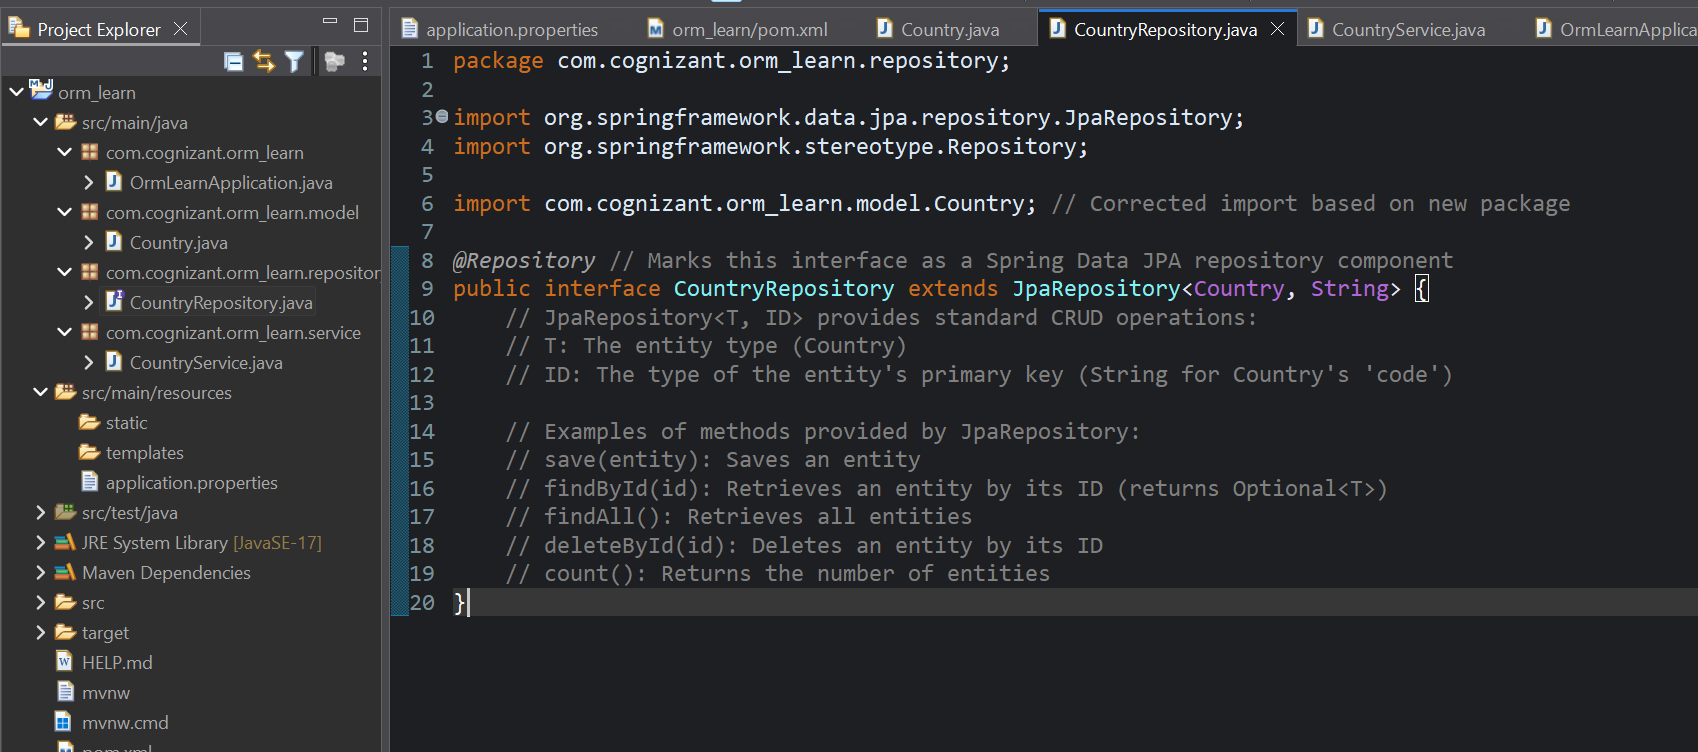 Project Explorer
orm_learn
src/main/java
com.cognizant.orm_learn
OrmLearnApplication.java
com.cognizant.orm_learn.model
Country.java
com.cognizant.orm_learn.repositor
CountryRepository.java
com.cognizant.orm_learn.service
CountryService.java
src/main/resources
static
templates
application.properties
src/test/java
JRE System Library [JavaSE-17]
Maven Dependencies
src
target
HELP.md
mvnw
mvnw.cmd
pom.xml
application.properties
orm_learn/pom.xml
Country.java
CountryRepository.java
CountryService.java
OrmLearnApplica
1 package com.cognizant.orm_learn.repository;
2
3 import org.springframework.data.jpa.repository.JpaRepository;
4 import org.springframework.stereotype.Repository;
5
6 import com.cognizant.orm_learn.model.Country; // Corrected import based on new package
7
8 @Repository // Marks this interface as a Spring Data JPA repository component
9 public interface CountryRepository extends JpaRepository<Country, String> {
10 // JpaRepository<T, ID> provides standard CRUD operations:
11 // T: The entity type (Country)
12 // ID: The type of the entity's primary key (String for Country's 'code')
13
14 // Examples of methods provided by JpaRepository:
15 // save(entity): Saves an entity
16 // findById(id): Retrieves an entity by its ID (returns Optional<T>)
17 // findAll(): Retrieves all entities
18 // deleteById(id): Deletes an entity by its ID
19 // count(): Returns the number of entities
20 }